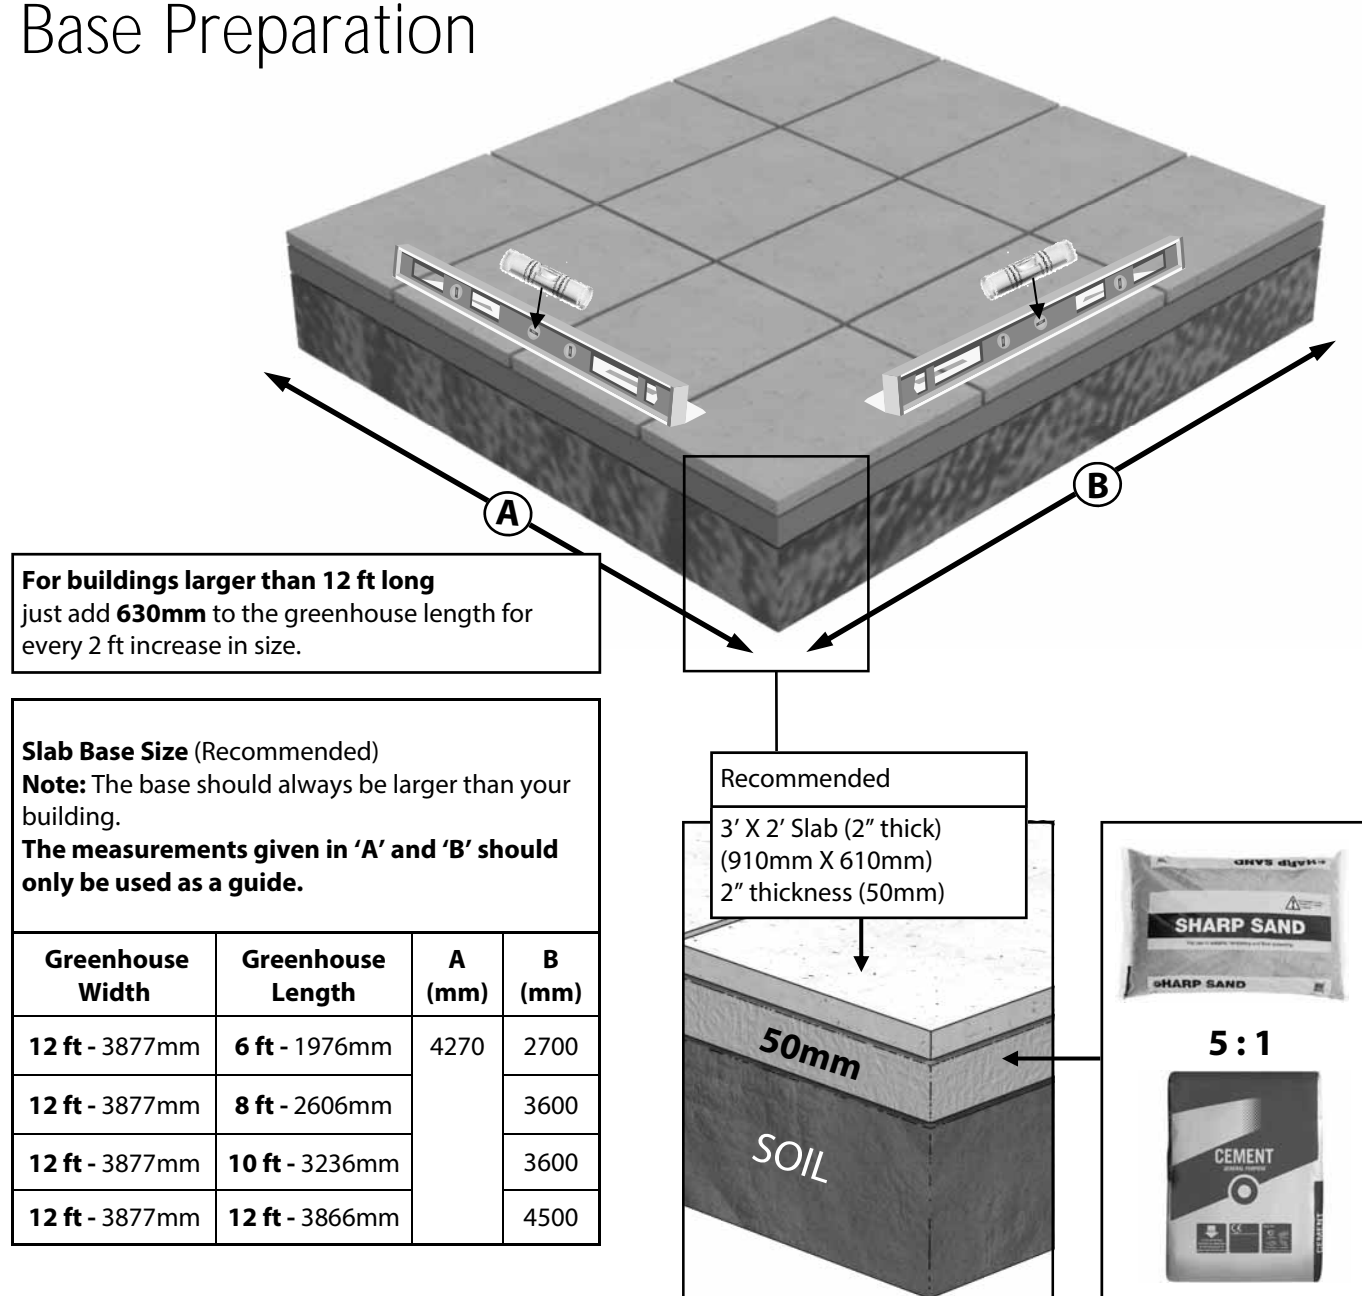 Base Preparation
A
B
For buildings larger than 12 ft long
just add 630mm to the greenhouse length for
every 2 ft increase in size.
Slab Base Size (Recommended)
Note: The base should always be larger than your
building.
The measurements given in ‘A’ and ‘B’ should
only be used as a guide.
Greenhouse Width Greenhouse Length A (mm) B (mm)
12 ft - 3877mm 6 ft - 1976mm 4270 2700
12 ft - 3877mm 8 ft - 2606mm 3600
12 ft - 3877mm 10 ft - 3236mm 3600
12 ft - 3877mm 12 ft - 3866mm 4500
Recommended
3’ X 2’ Slab (2” thick)
(910mm X 610mm)
2” thickness (50mm)
50mm
SOIL
SHARP SAND
SHARP SAND
SHARP SAND
5 : 1
CEMENT
GENERAL PURPOSE
CEMENT